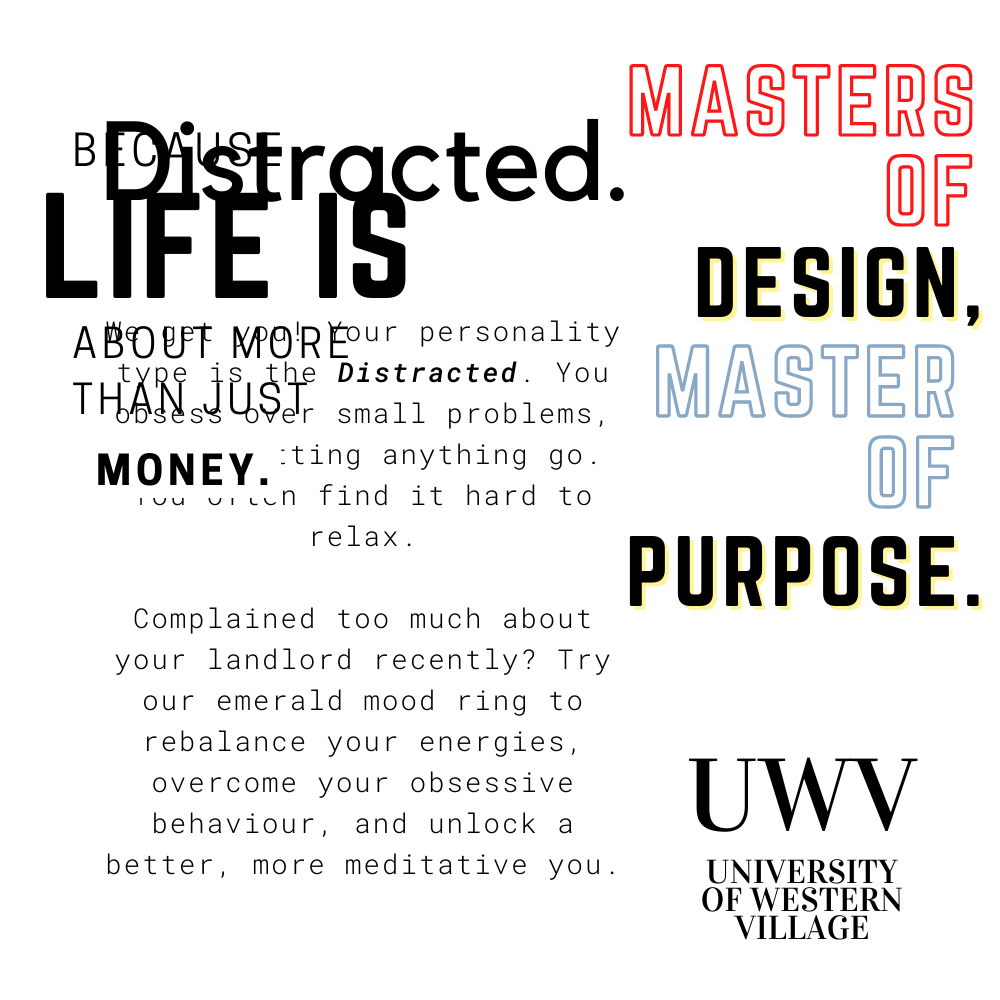 BECAUSE
LIFE IS
ABOUT MORE
THAN JUST
MONEY.
Distracted.
We get you! Your personality
type is the Distracted. You
obsess over small problems,
tting anything go.
You often find it hard to
relax.
Complained too much about
your landlord recently? Try
our emerald mood ring to
rebalance your energies,
overcome your obsessive
behaviour, and unlock a
better, more meditative you.
MASTERS
OF
DESIGN,
MASTER
OF
PURPOSE.
UWV
UNIVERSITY
OF WESTERN
VILLAGE